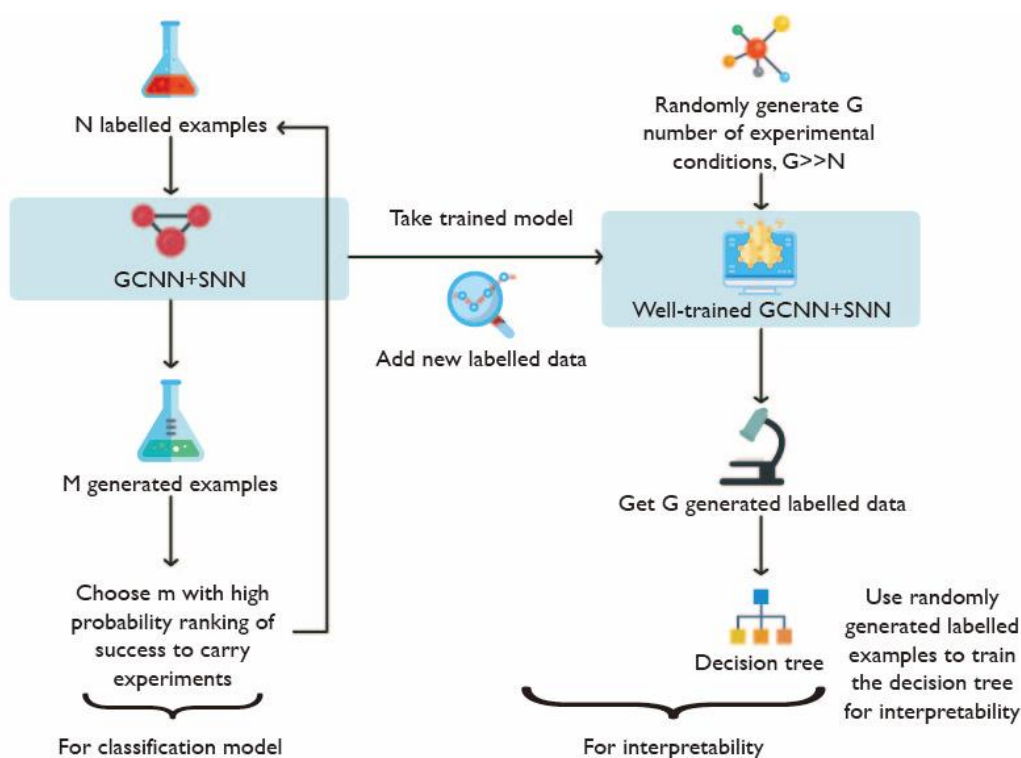 N labelled examples
GCNN+SNN
M generated examples
Choose m with high
probability ranking of
success to carry
experiments
For classification model
Take trained model
Add new labelled data
Randomly generate G
number of experimental
conditions, G>>N
Well-trained GCNN+SNN
Get G generated labelled data
Decision tree
Use randomly
generated labelled
examples to train
the decision tree
for interpretability
For interpretability